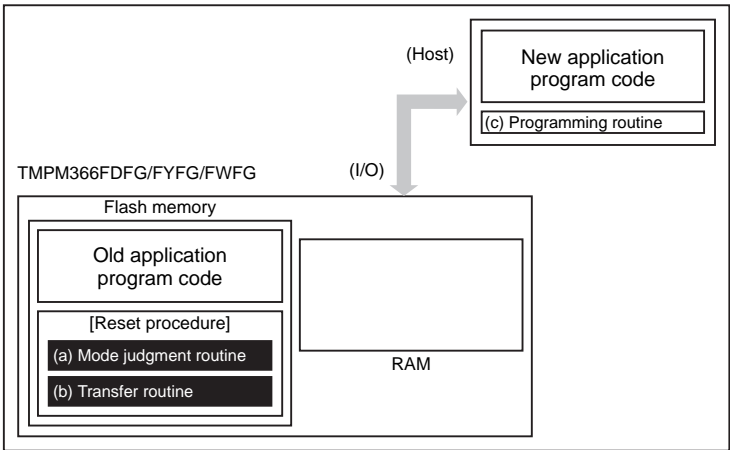 (Host)
New application
program code
(c) Programming routine
TMPM366FDFG/FYFG/FWFG
(I/O)
Flash memory
Old application
program code
[Reset procedure]
(a) Mode judgment routine
(b) Transfer routine
RAM